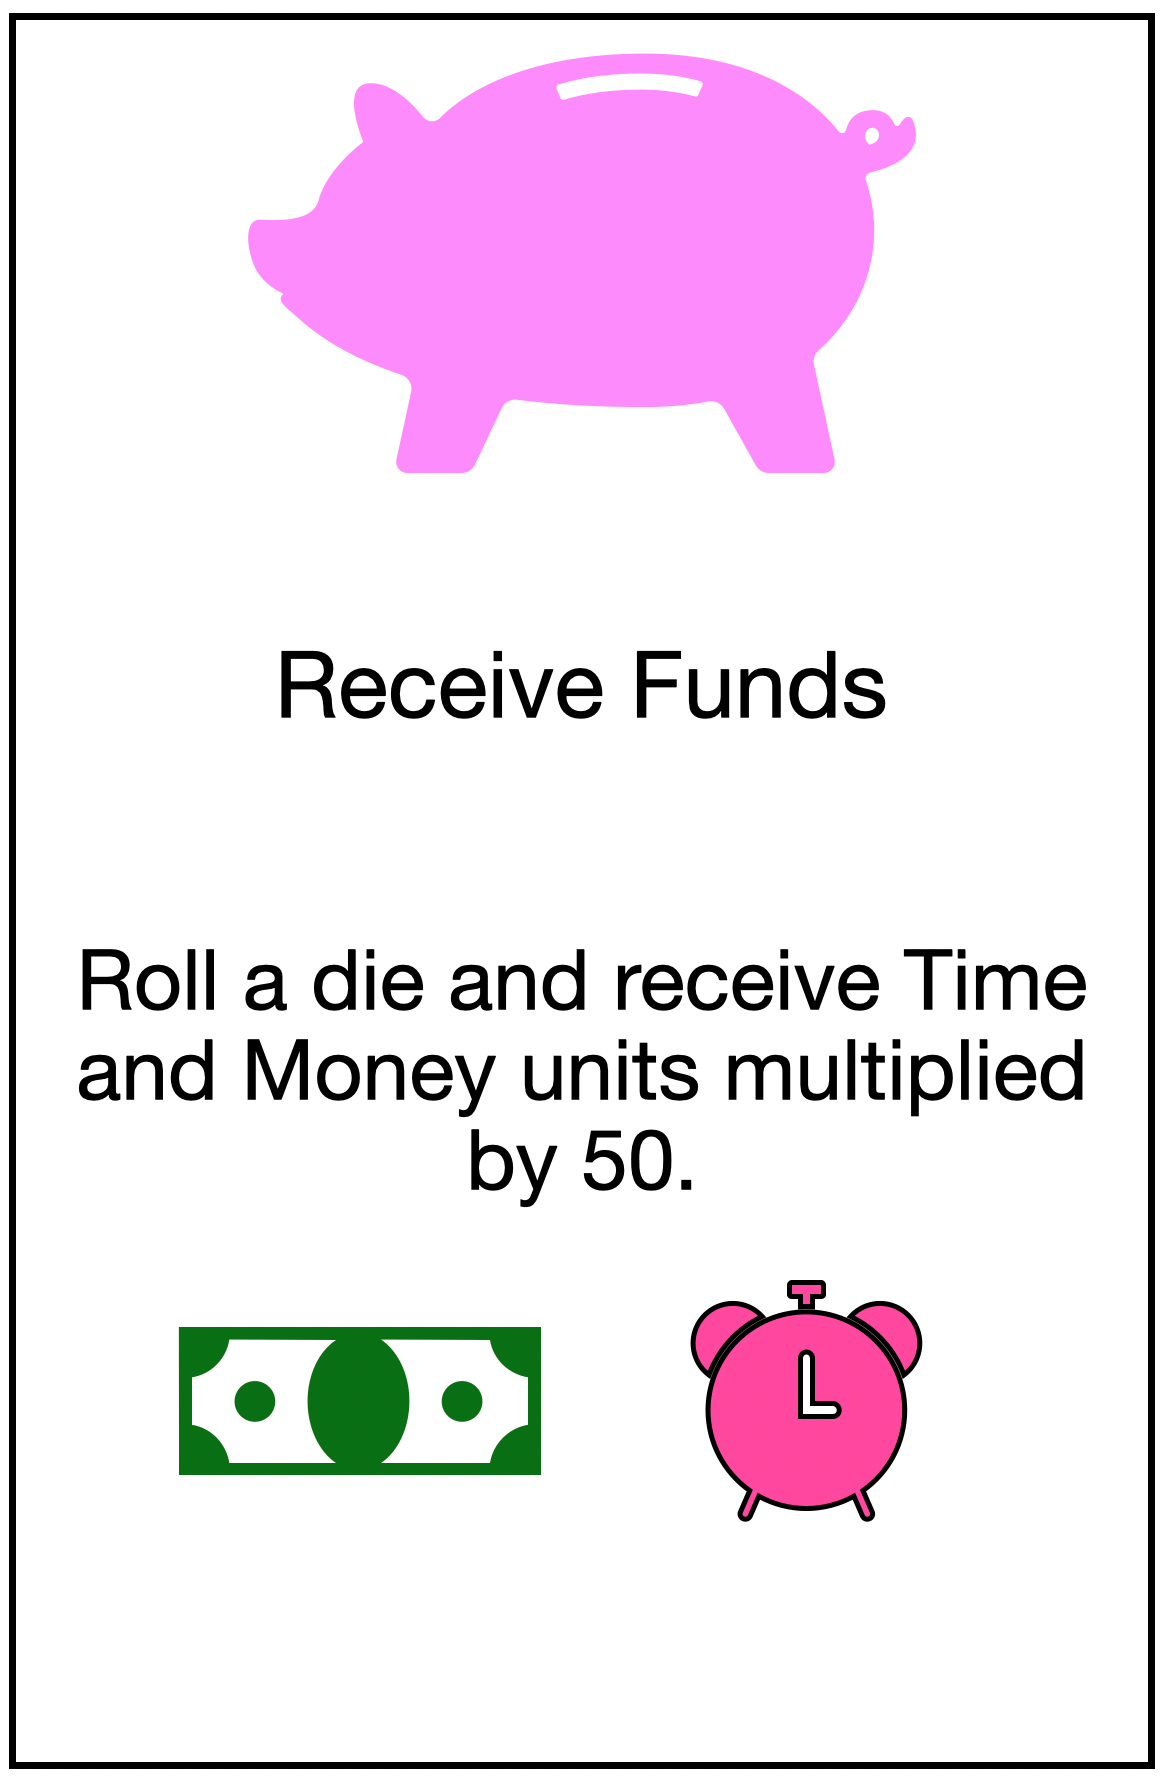 Receive Funds
Roll a die and receive Time
and Money units multiplied
by 50.